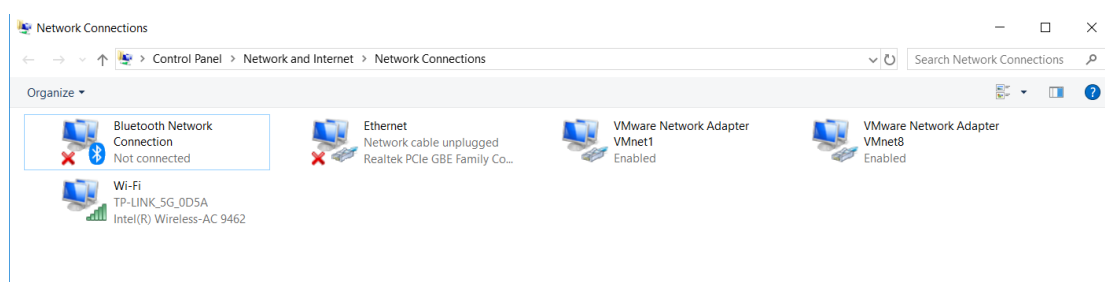 Network Connections
Control Panel > Network and Internet > Network Connections
Search Network Connections
Organize
Bluetooth Network
Connection
Not connected
Ethernet
Network cable unplugged
Realtek PCIe GBE Family Co...
VMware Network Adapter
VMnet1
Enabled
VMware Network Adapter
VMnet8
Enabled
Wi-Fi
TP-LINK_5G_0D5A
Intel(R) Wireless-AC 9462